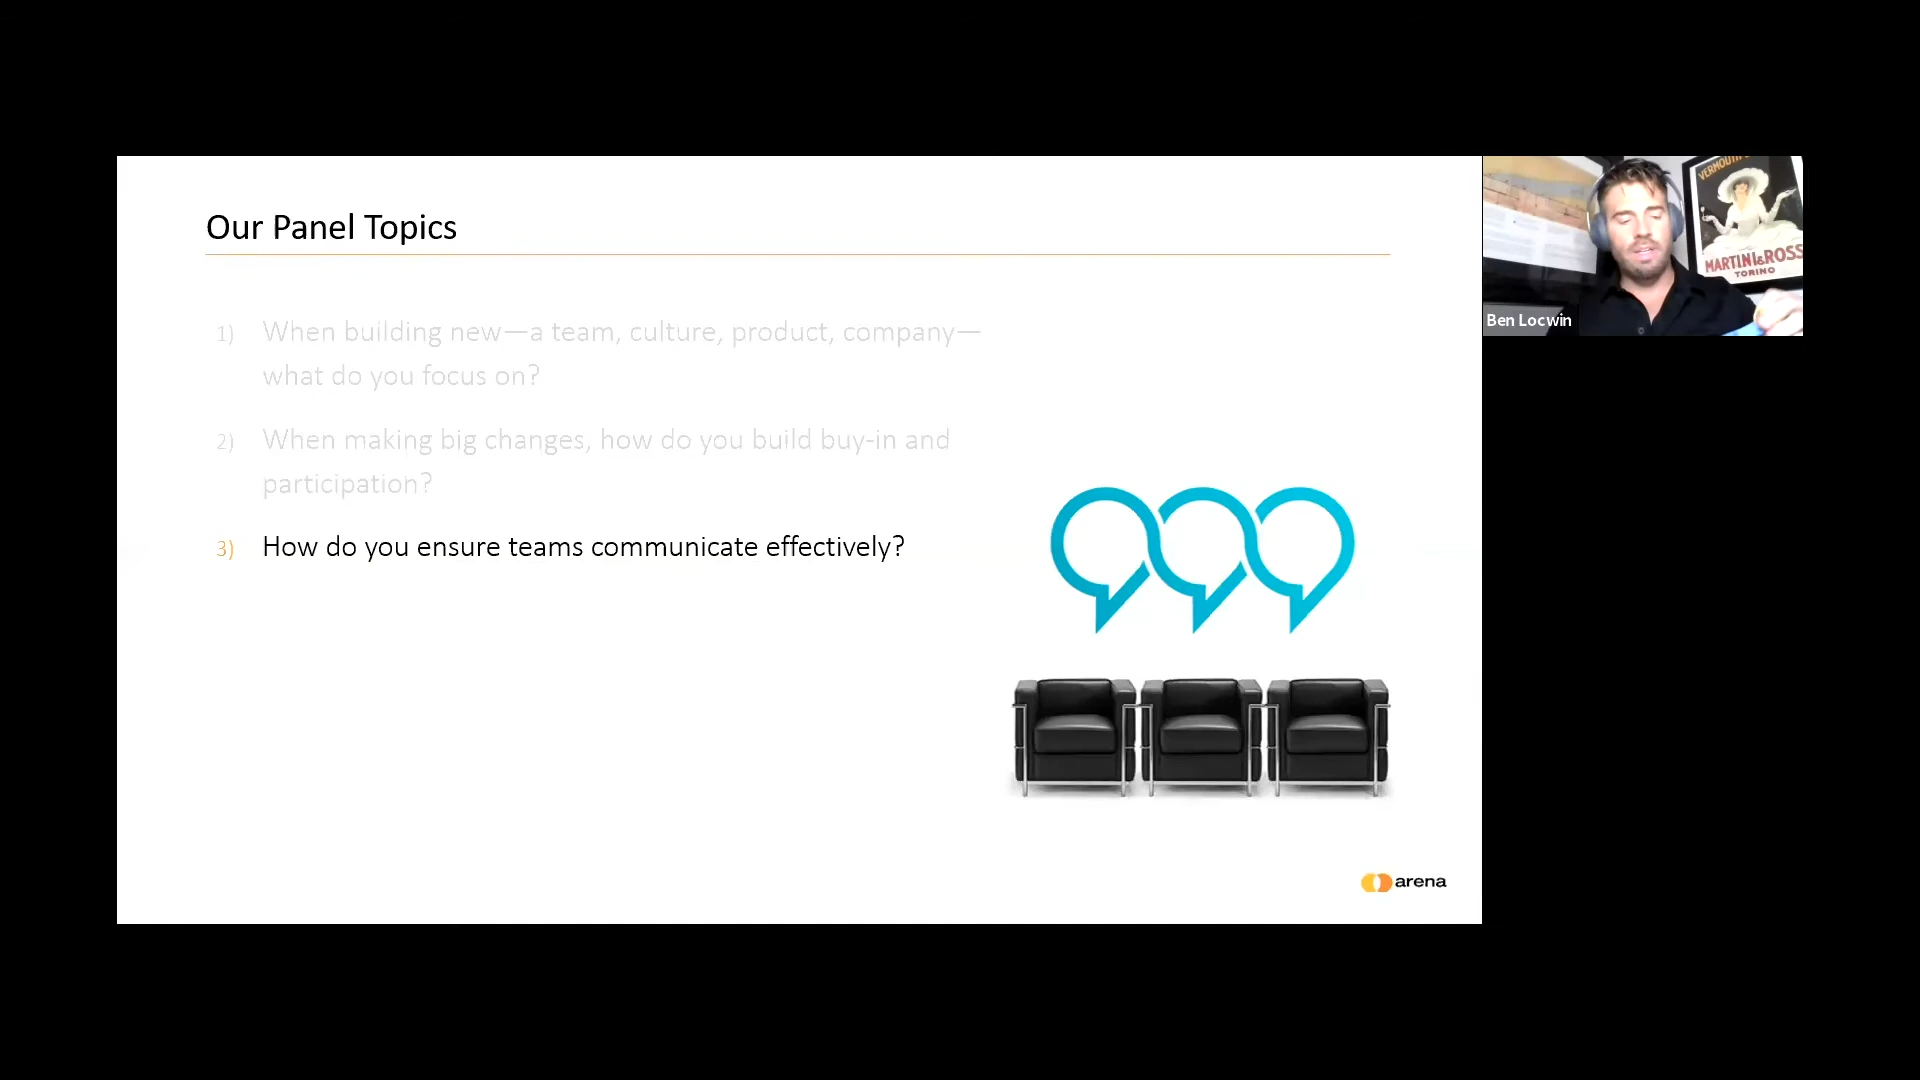 Our Panel Topics
1) When building new—a team, culture, product, company—
what do you focus on?
2) When making big changes, how do you build buy-in and
participation?
3) How do you ensure teams communicate effectively?
arena
VERMOUTH
MARTINI & ROSS
TORINO
Ben Locwin